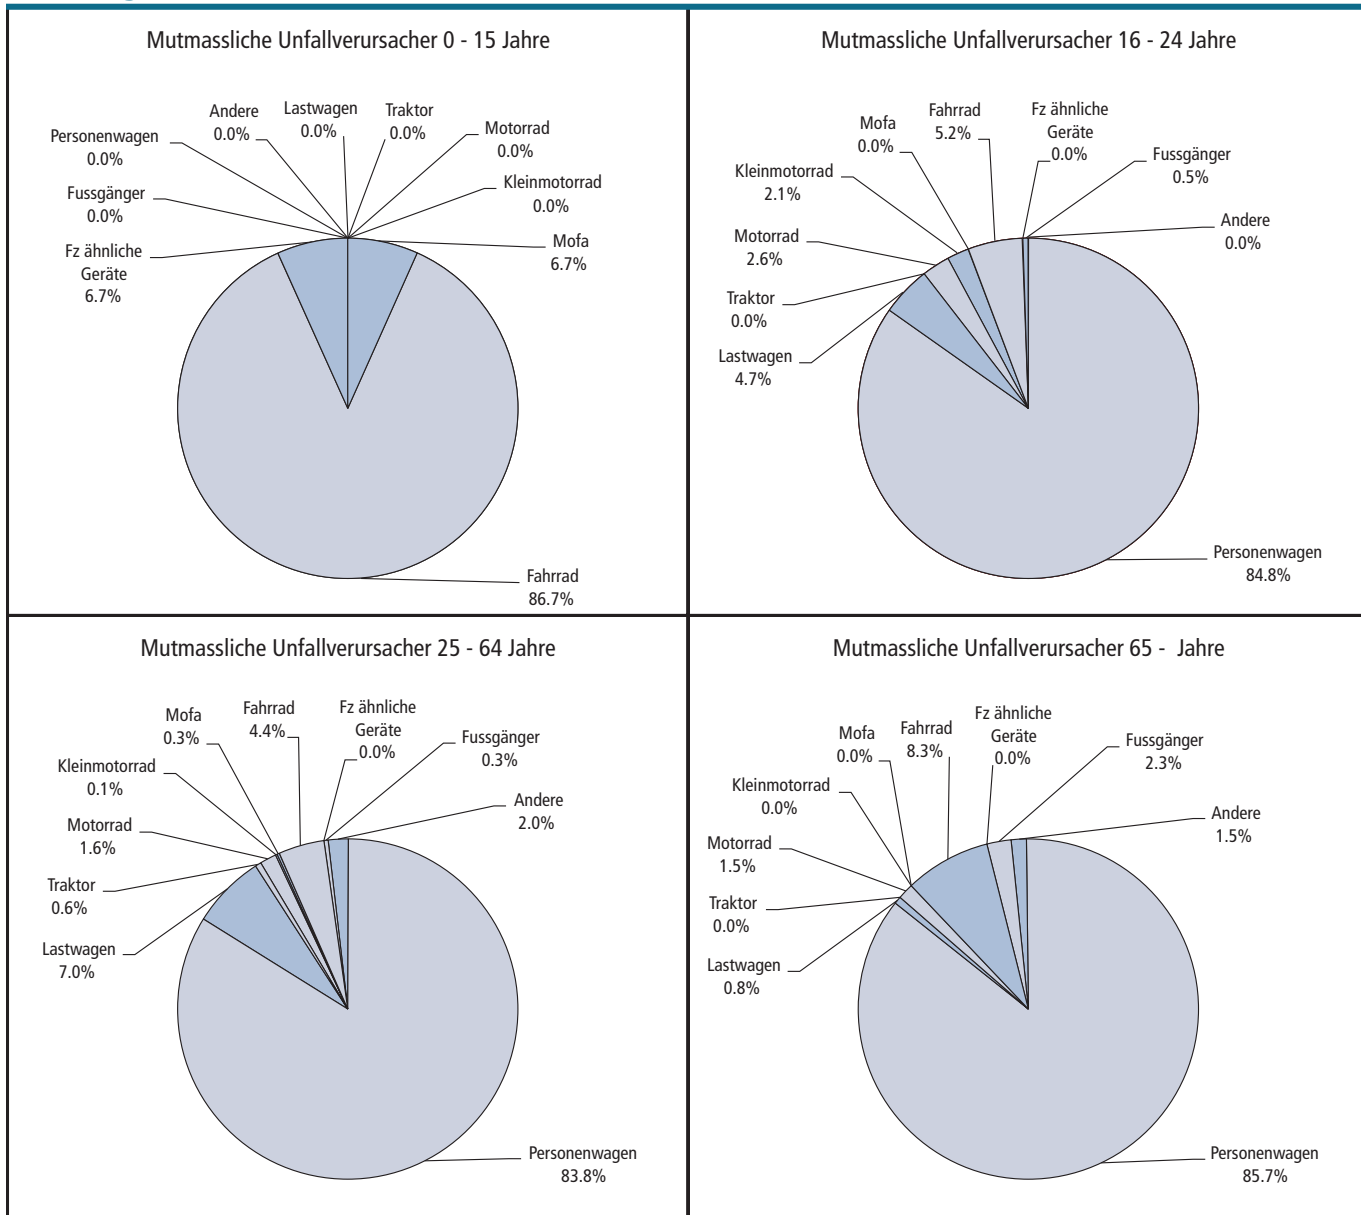 Mutmassliche Unfallverursacher 0 - 15 Jahre
Andere
0.0%
Lastwagen
0.0%
Traktor
0.0%
Personenwagen
0.0%
Motorrad
0.0%
Fussgänger
0.0%
Kleinmotorrad
0.0%
Fz ähnliche
Geräte
6.7%
Mofa
6.7%
Fahrrad
86.7%
Mutmassliche Unfallverursacher 16 - 24 Jahre
Mofa
0.0%
Fahrrad
5.2%
Fz ähnliche
Geräte
0.0%
Fussgänger
0.5%
Kleinmotorrad
2.1%
Andere
0.0%
Motorrad
2.6%
Traktor
0.0%
Lastwagen
4.7%
Personenwagen
84.8%
Mutmassliche Unfallverursacher 25 - 64 Jahre
Mofa
0.3%
Fahrrad
4.4%
Fz ähnliche
Geräte
0.0%
Fussgänger
0.3%
Kleinmotorrad
0.1%
Andere
2.0%
Motorrad
1.6%
Traktor
0.6%
Lastwagen
7.0%
Personenwagen
83.8%
Mutmassliche Unfallverursacher 65 - Jahre
Mofa
0.0%
Fahrrad
8.3%
Fz ähnliche
Geräte
0.0%
Fussgänger
2.3%
Kleinmotorrad
0.0%
Andere
1.5%
Motorrad
1.5%
Traktor
0.0%
Lastwagen
0.8%
Personenwagen
85.7%